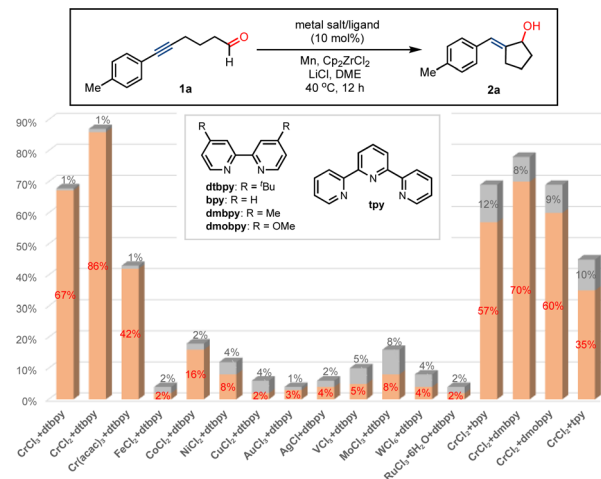 metal salt/ligand
(10 mol%)
Mn, Cp₂ZrCl₂
LiCl, DME
40 °C, 12 h
O
H
Me
1a
OH
Me
2a
R
R
N
N
dtbpy: R = ᵗBu
bpy: R = H
dmbpy: R = Me
dmobpy: R = OMe
N
N
N
tpy
90%
80%
70%
60%
50%
40%
30%
20%
10%
0%
1%
67%
1%
86%
1%
42%
2%
2%
2%
16%
4%
8%
4%
2%
1%
3%
2%
4%
5%
5%
8%
8%
4%
4%
2%
2%
12%
57%
8%
70%
9%
60%
10%
35%
CrCl₃+dtbpy
CrCl₂+dtbpy
Cr(acac)₃+dtbpy
FeCl₂+dtbpy
CoCl₂+dtbpy
NiCl₂+dtbpy
CuCl₂+dtbpy
AuCl₃+dtbpy
AgCl+dtbpy
VCl₃+dtbpy
MoCl₃+dtbpy
WCl₄+dtbpy
RuCl₃•6H₂O+dtbpy
CrCl₂+bpy
CrCl₂+dmbpy
CrCl₂+dmobpy
CrCl₂+tpy